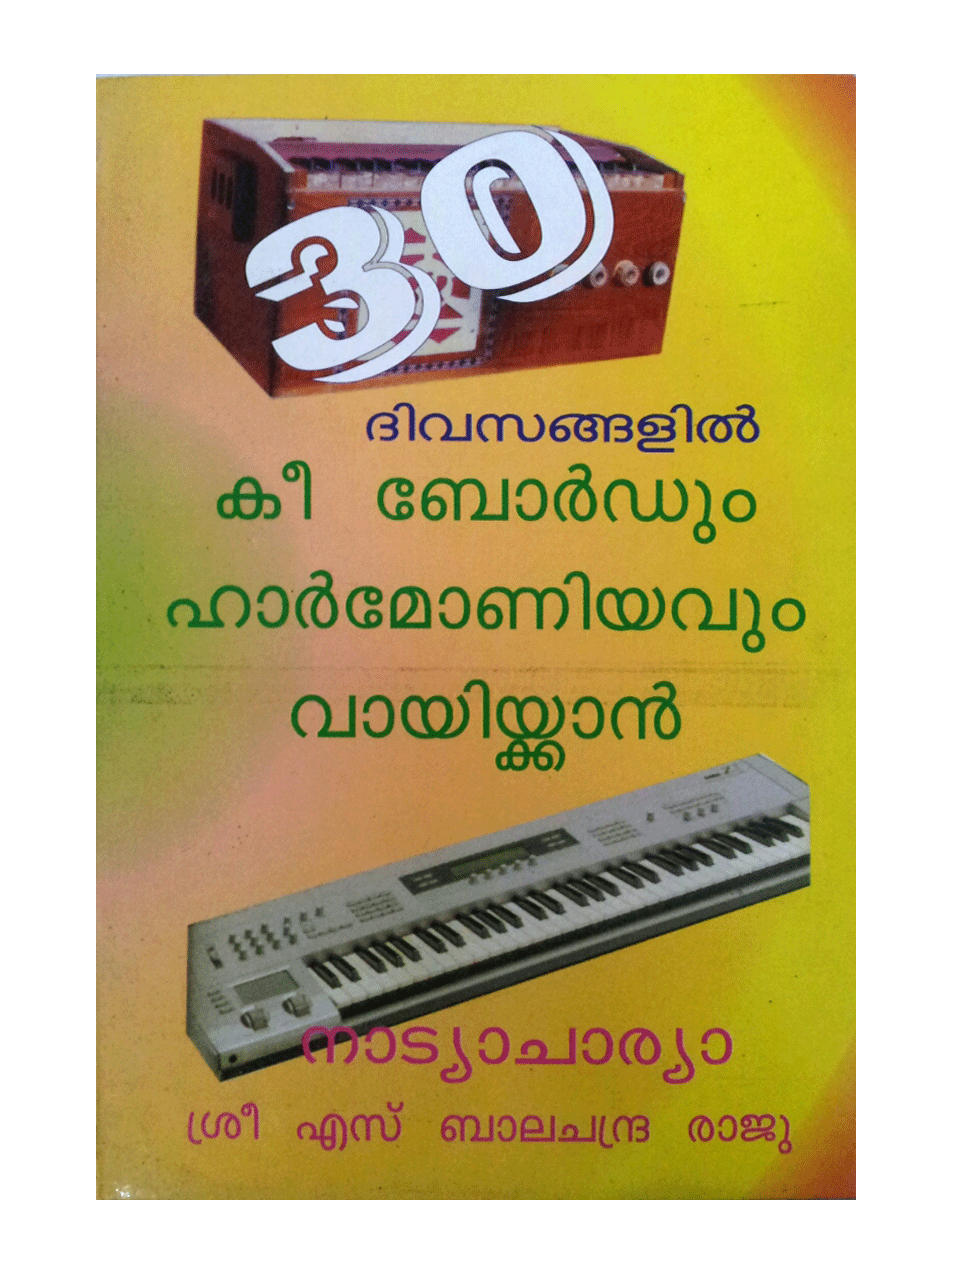 30
ദിവസങ്ങളിൽ
കീ ബോർഡും
ഹാർമോണിയവും
വായിയ്ക്കാൻ
നാട്യാചാര്യാ
ശ്രീ എസ് ബാലചന്ദ്ര രാജു